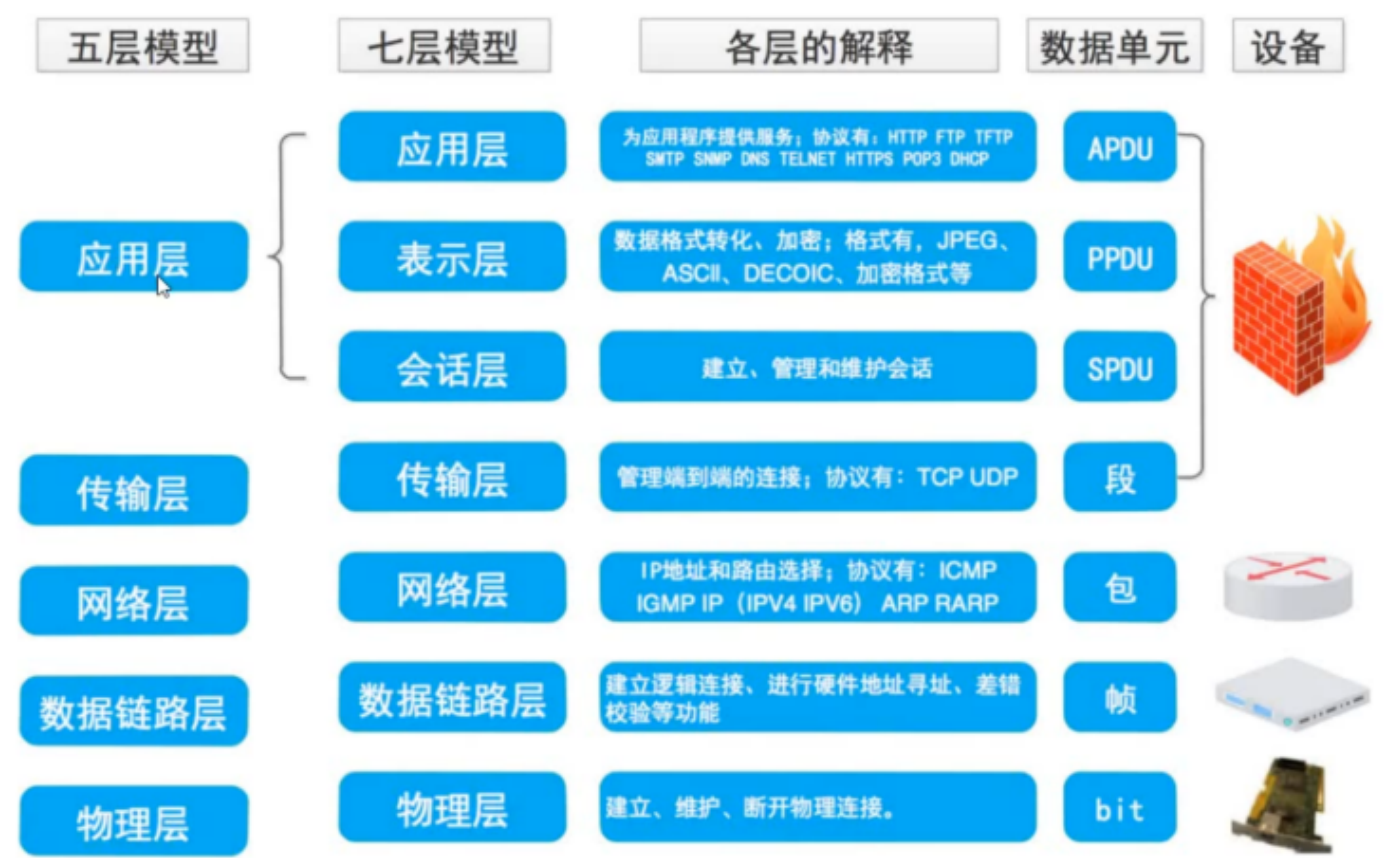 五层模型
七层模型
各层的解释
数据单元
设备
应用层
为应用程序提供服务；协议有：HTTP FTP TFTP
SMTP SNMP DNS TELNET HTTPS POP3 DHCP
APDU
应用层
表示层
数据格式转化、加密；格式有，JPEG、
ASCII、DECOIC、加密格式等
PPDU
会话层
建立、管理和维护会话
SPDU
传输层
传输层
管理端到端的连接；协议有：TCP UDP
段
网络层
网络层
IP地址和路由选择；协议有：ICMP
IGMP IP（IPV4 IPV6） ARP RARP
包
数据链路层
数据链路层
建立逻辑连接、进行硬件地址寻址、差错
校验等功能
帧
物理层
物理层
建立、维护、断开物理连接。
bit